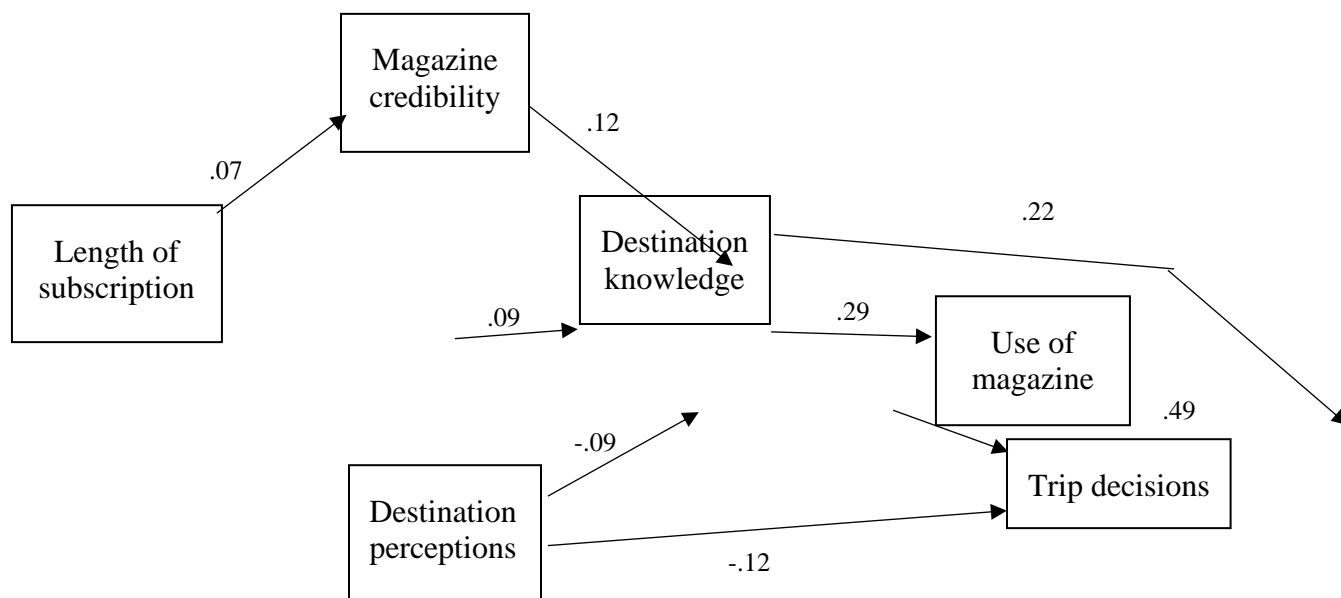 Magazine
credibility
.12
.07
Length of
subscription
Destination
knowledge
.22
.09
.29
Use of
magazine
.49
-.09
Trip decisions
Destination
perceptions
-.12